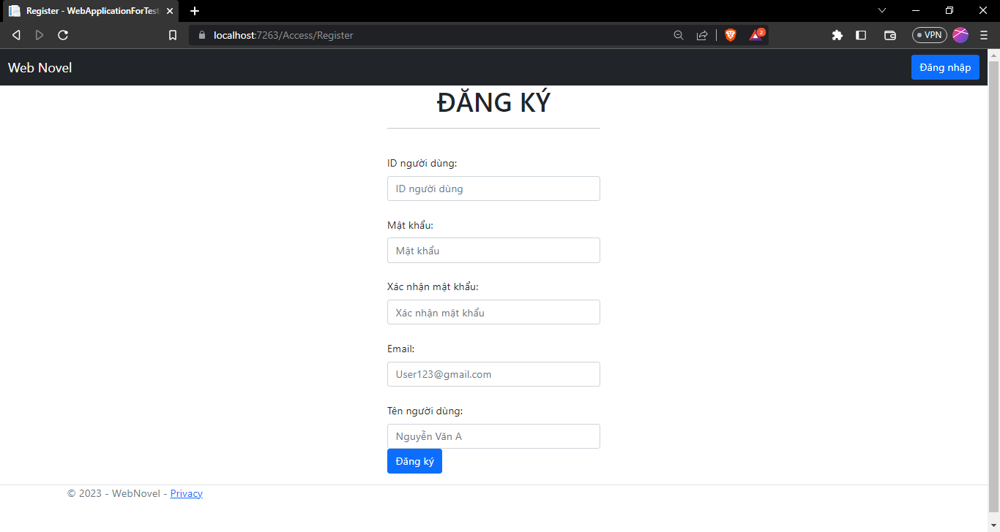 Register - WebApplicationForTest
localhost:7263/Access/Register
2
VPN
Web Novel
Đăng nhập
ĐĂNG KÝ
ID người dùng:
ID người dùng
Mật khẩu:
Mật khẩu
Xác nhận mật khẩu:
Xác nhận mật khẩu
Email:
User123@gmail.com
Tên người dùng:
Nguyễn Văn A
Đăng ký
© 2023 - WebNovel - Privacy